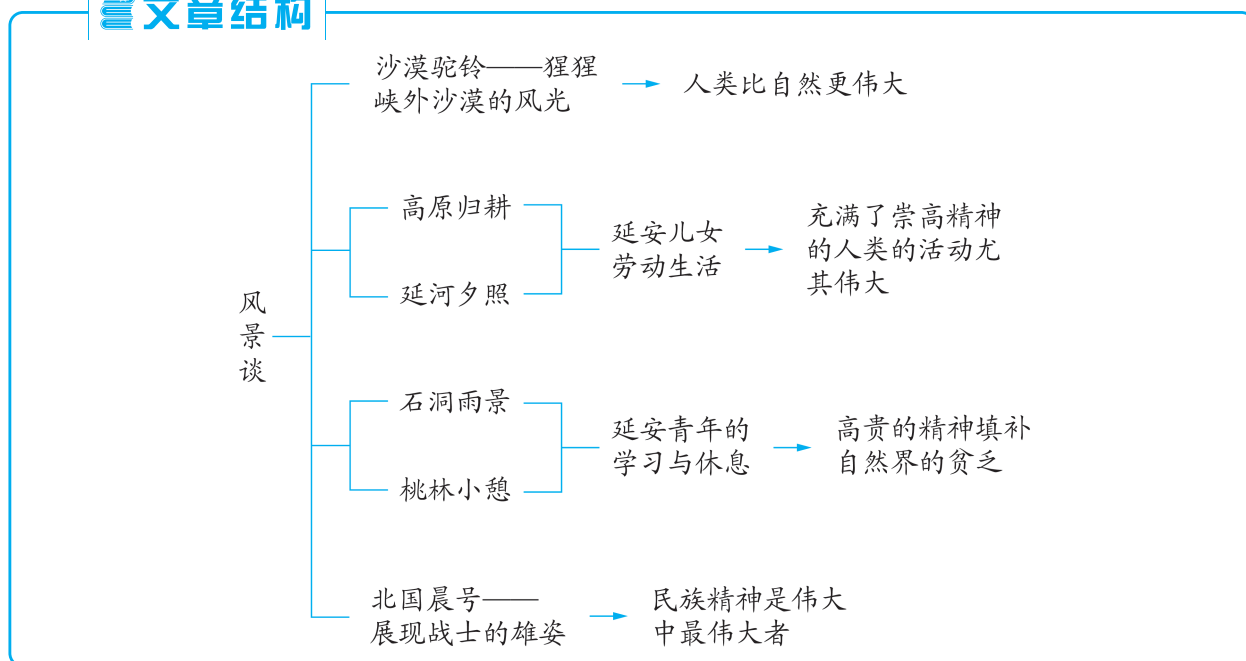 文章结构
沙漠驼铃——猩猩
峡外沙漠的风光
人类比自然更伟大
高原归耕
延河夕照
延安儿女
劳动生活
充满了崇高精神
的人类的活动尤
其伟大
风
景
谈
石洞雨景
桃林小憩
延安青年的
学习与休息
高贵的精神填补
自然界的贫乏
北国晨号——
展现战士的雄姿
民族精神是伟大
中最伟大者